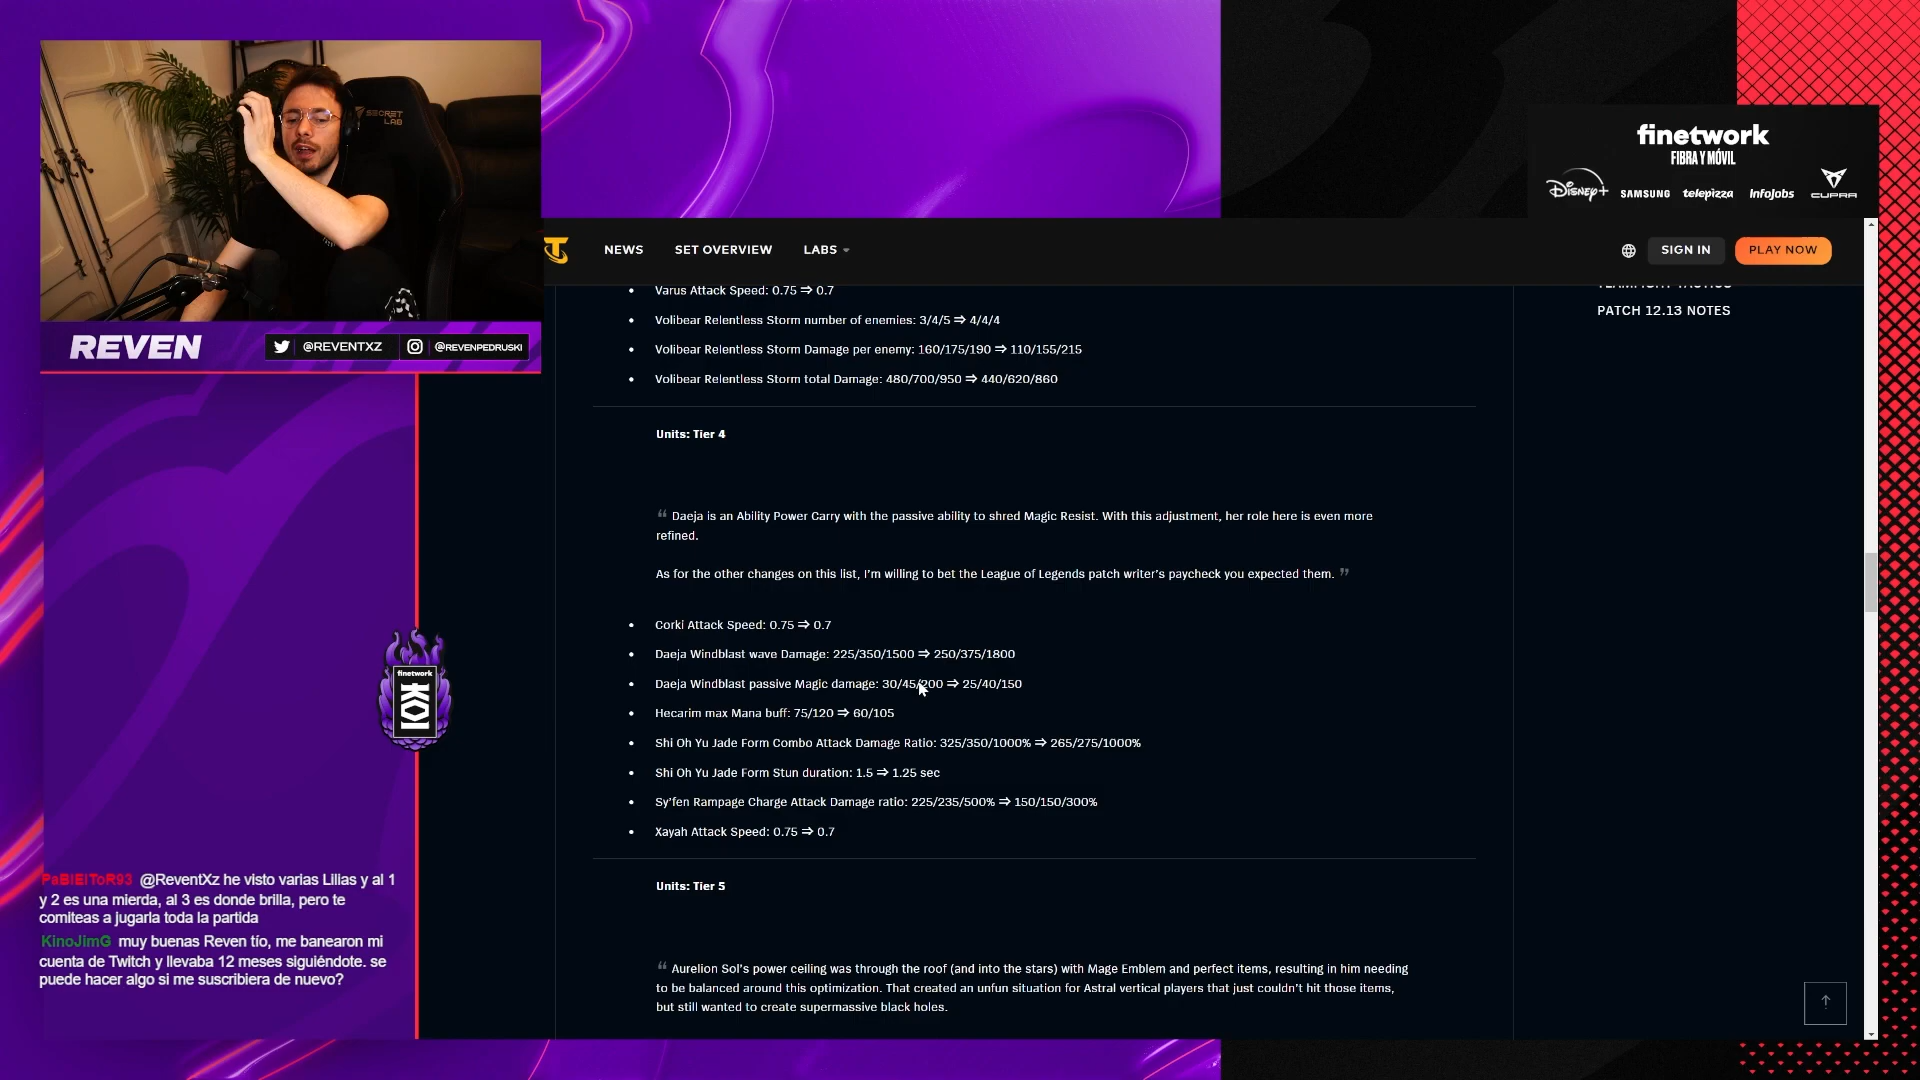 SECRET
LAB
REVEN
@REVENTXZ
@REVENPEDRUSKI
finetwork
FIBRA Y MÓVIL
Disney+ SAMSUNG telepizza InfoJobs CUPRA
NEWS SET OVERVIEW LABS
SIGN IN PLAY NOW
TEAMFIGHT TACTICS
PATCH 12.13 NOTES
• Varus Attack Speed: 0.75 ⇒ 0.7
• Volibear Relentless Storm number of enemies: 3/4/5 ⇒ 4/4/4
• Volibear Relentless Storm Damage per enemy: 160/175/190 ⇒ 110/155/215
• Volibear Relentless Storm total Damage: 480/700/950 ⇒ 440/620/860
Units: Tier 4
“ Daeja is an Ability Power Carry with the passive ability to shred Magic Resist. With this adjustment, her role here is even more
refined.
As for the other changes on this list, I’m willing to bet the League of Legends patch writer’s paycheck you expected them. ”
• Corki Attack Speed: 0.75 ⇒ 0.7
• Daeja Windblast wave Damage: 225/350/1500 ⇒ 250/375/1800
• Daeja Windblast passive Magic damage: 30/45/200 ⇒ 25/40/150
• Hecarim max Mana buff: 75/120 ⇒ 60/105
• Shi Oh Yu Jade Form Combo Attack Damage Ratio: 325/350/1000% ⇒ 265/275/1000%
• Shi Oh Yu Jade Form Stun duration: 1.5 ⇒ 1.25 sec
• Sy’fen Rampage Charge Attack Damage ratio: 225/235/500% ⇒ 150/150/300%
• Xayah Attack Speed: 0.75 ⇒ 0.7
Units: Tier 5
“ Aurelion Sol’s power ceiling was through the roof (and into the stars) with Mage Emblem and perfect items, resulting in him needing
to be balanced around this optimization. That created an unfun situation for Astral vertical players that just couldn’t hit those items,
but still wanted to create supermassive black holes.
finetwork
KOI
PaBlElToR93 @ReventXz he visto varias Lilias y al 1
y 2 es una mierda, al 3 es donde brilla, pero te
comiteas a jugarla toda la partida
KinoJimG muy buenas Reven tío, me banearon mi
cuenta de Twitch y llevaba 12 meses siguiéndote. se
puede hacer algo si me suscribiera de nuevo?